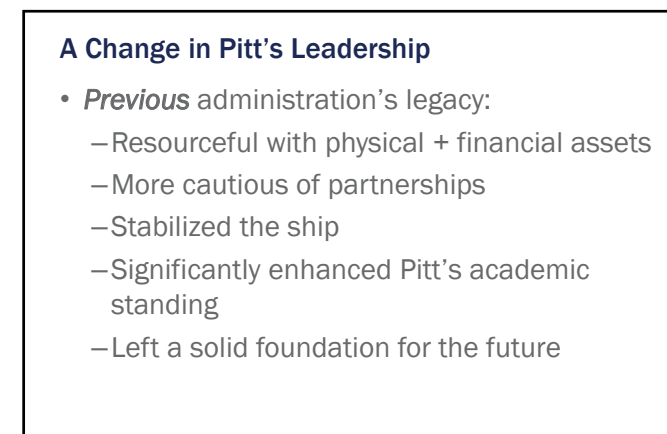 A Change in Pitt's Leadership
• Previous administration's legacy:
–Resourceful with physical + financial assets
–More cautious of partnerships
–Stabilized the ship
–Significantly enhanced Pitt's academic
standing
–Left a solid foundation for the future